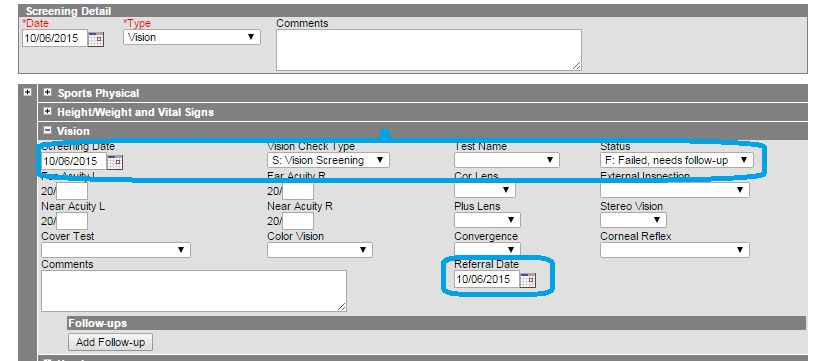 Screening Detail
*Date *Type Comments
10/06/2015 Vision
Sports Physical
Height/Weight and Vital Signs
Vision
Screening Date Vision Check Type Test Name Status
10/06/2015 S: Vision Screening F: Failed, needs follow-up
Far Acuity L Far Acuity R Cor Lens External Inspection
20/ 20/
Near Acuity L Near Acuity R Plus Lens Stereo Vision
20/ 20/
Cover Test Color Vision Convergence Corneal Reflex
Comments Referral Date
10/06/2015
Follow-ups
Add Follow-up